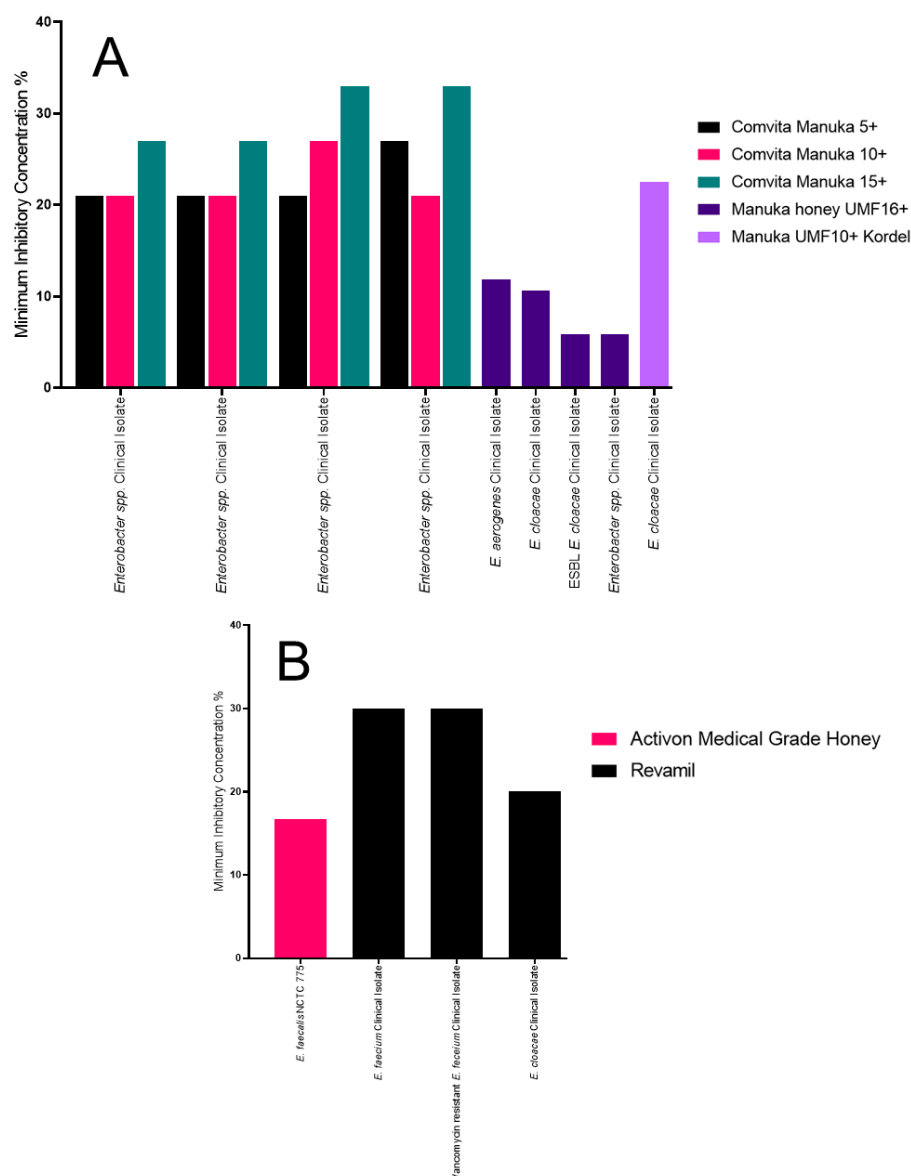 A
Minimum Inhibitory Concentration %
40
30
20
10
0
Comvita Manuka 5+
Comvita Manuka 10+
Comvita Manuka 15+
Manuka honey UMF16+
Manuka UMF10+ Kordel
Enterobacter spp. Clinical Isolate
Enterobacter spp. Clinical Isolate
Enterobacter spp. Clinical Isolate
Enterobacter spp. Clinical Isolate
E. aerogenes Clinical Isolate
E. cloacae Clinical Isolate
ESBL E. cloacae Clinical Isolate
Enterobacter spp. Clinical Isolate
E. cloacae Clinical Isolate
B
Minimum Inhibitory Concentration %
40
30
20
10
0
Activon Medical Grade Honey
Revamil
E. faecalis NCTC 775
E. faecium Clinical Isolate
Vancomycin resistant E. feceium Clinical Isolate
E. cloacae Clinical Isolate